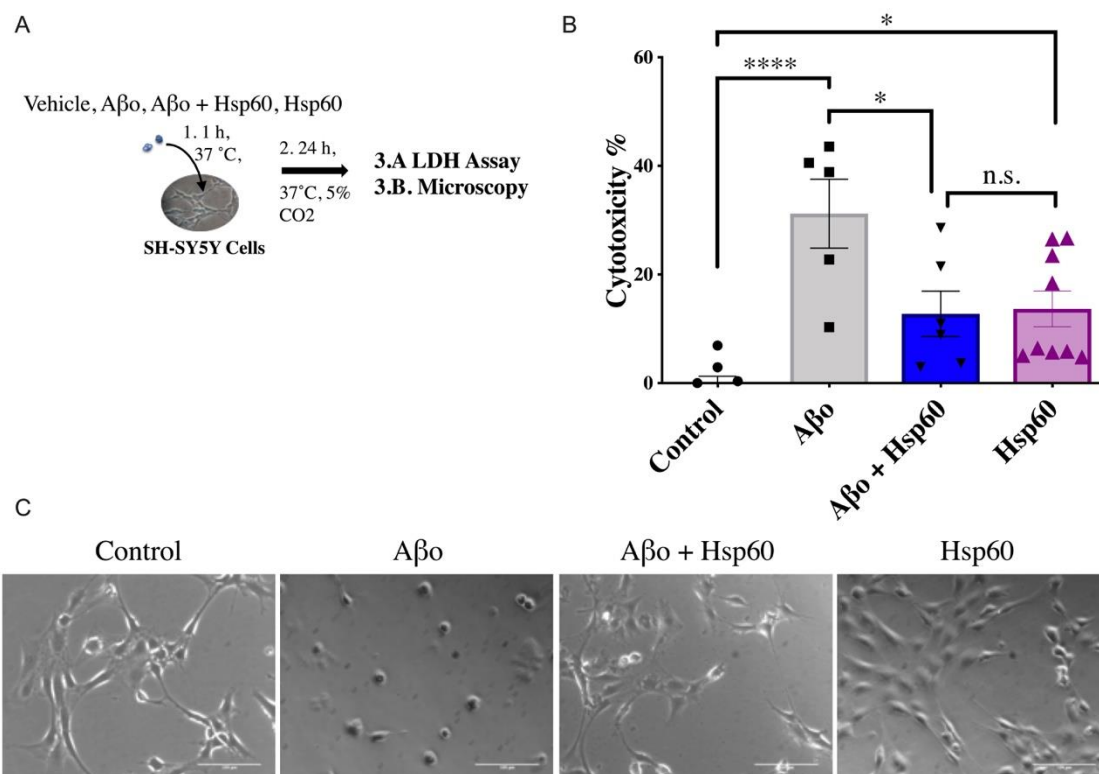 A
Vehicle, Aβo, Aβo + Hsp60, Hsp60
1. 1 h,
37 °C,
2. 24 h,
37°C, 5%
CO2
3.A LDH Assay
3.B. Microscopy
SH-SY5Y Cells
B
*
****
*
n.s.
Cytotoxicity %
60
40
20
0
Control
Aβo
Aβo + Hsp60
Hsp60
C
Control
Aβo
Aβo + Hsp60
Hsp60